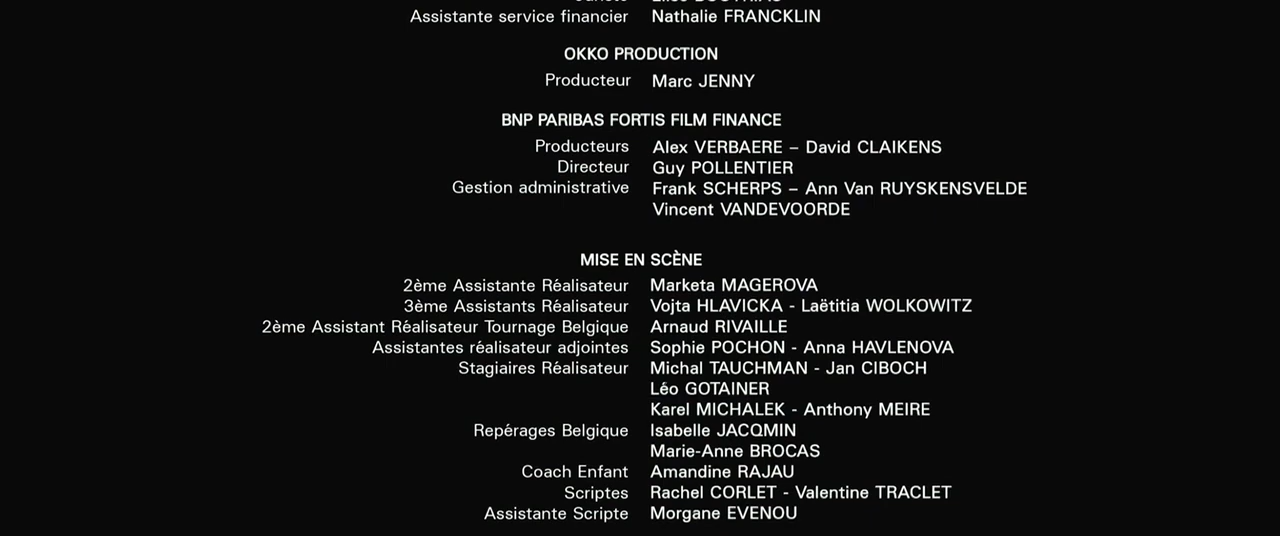 Assistante service financier Nathalie FRANCKLIN
OKKO PRODUCTION
Producteur Marc JENNY
BNP PARIBAS FORTIS FILM FINANCE
Producteurs Alex VERBAERE – David CLAIKENS
Directeur Guy POLLENTIER
Gestion administrative Frank SCHERPS – Ann Van RUYSKENSVELDE
Vincent VANDEVOORDE
MISE EN SCÈNE
2ème Assistante Réalisateur Marketa MAGEROVA
3ème Assistants Réalisateur Vojta HLAVICKA - Laëtitia WOLKOWITZ
2ème Assistant Réalisateur Tournage Belgique Arnaud RIVAILLE
Assistantes réalisateur adjointes Sophie POCHON - Anna HAVLENOVA
Stagiaires Réalisateur Michal TAUCHMAN - Jan CIBOCH
Léo GOTAINER
Karel MICHALEK - Anthony MEIRE
Repérages Belgique Isabelle JACQMIN
Marie-Anne BROCAS
Coach Enfant Amandine RAJAU
Scriptes Rachel CORLET - Valentine TRACLET
Assistante Scripte Morgane EVENOU